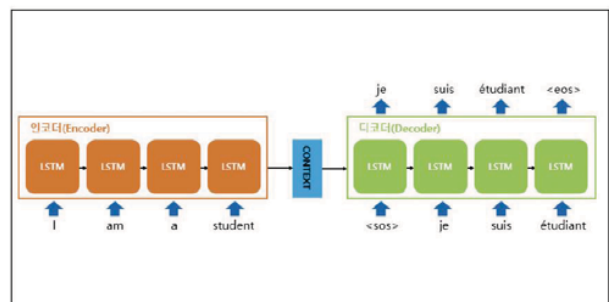 je suis étudiant <eos>
인코더(Encoder)
디코더(Decoder)
LSTM LSTM LSTM LSTM
CONTEXT
LSTM LSTM LSTM LSTM
I am a student
<sos> je suis étudiant